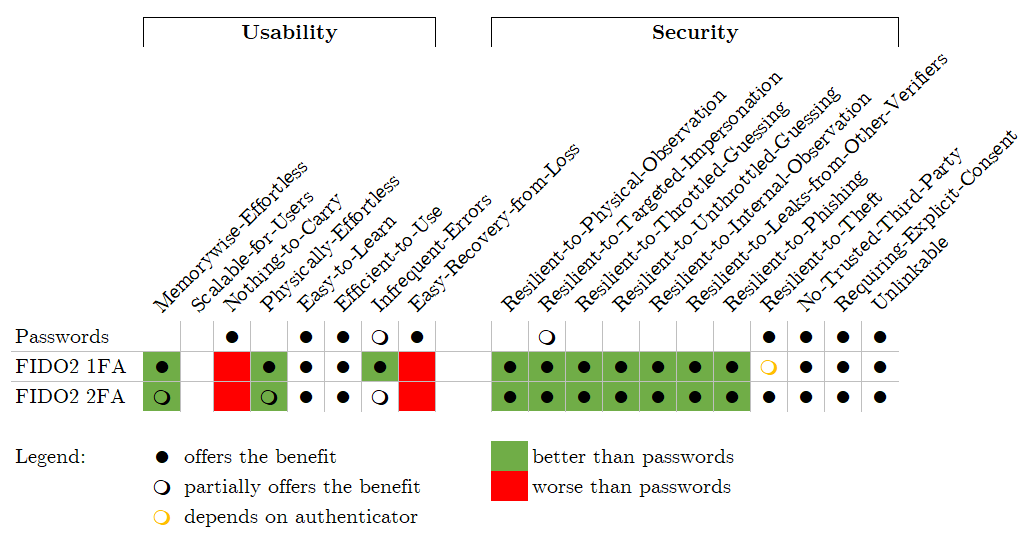 Usability
Security
Memorywise-Effortless
Scalable-for-Users
Nothing-to-Carry
Physically-Effortless
Easy-to-Learn
Efficient-to-Use
Infrequent-Errors
Easy-Recovery-from-Loss
Resilient-to-Physical-Observation
Resilient-to-Targeted-Impersonation
Resilient-to-Throttled-Guessing
Resilient-to-Unthrottled-Guessing
Resilient-to-Internal-Observation
Resilient-to-Leaks-from-Other-Verifiers
Resilient-to-Phishing
Resilient-to-Theft
No-Trusted-Third-Party
Requiring-Explicit-Consent
Unlinkable
Passwords
FIDO2 1FA
FIDO2 2FA
Legend:
offers the benefit
better than passwords
partially offers the benefit
worse than passwords
depends on authenticator